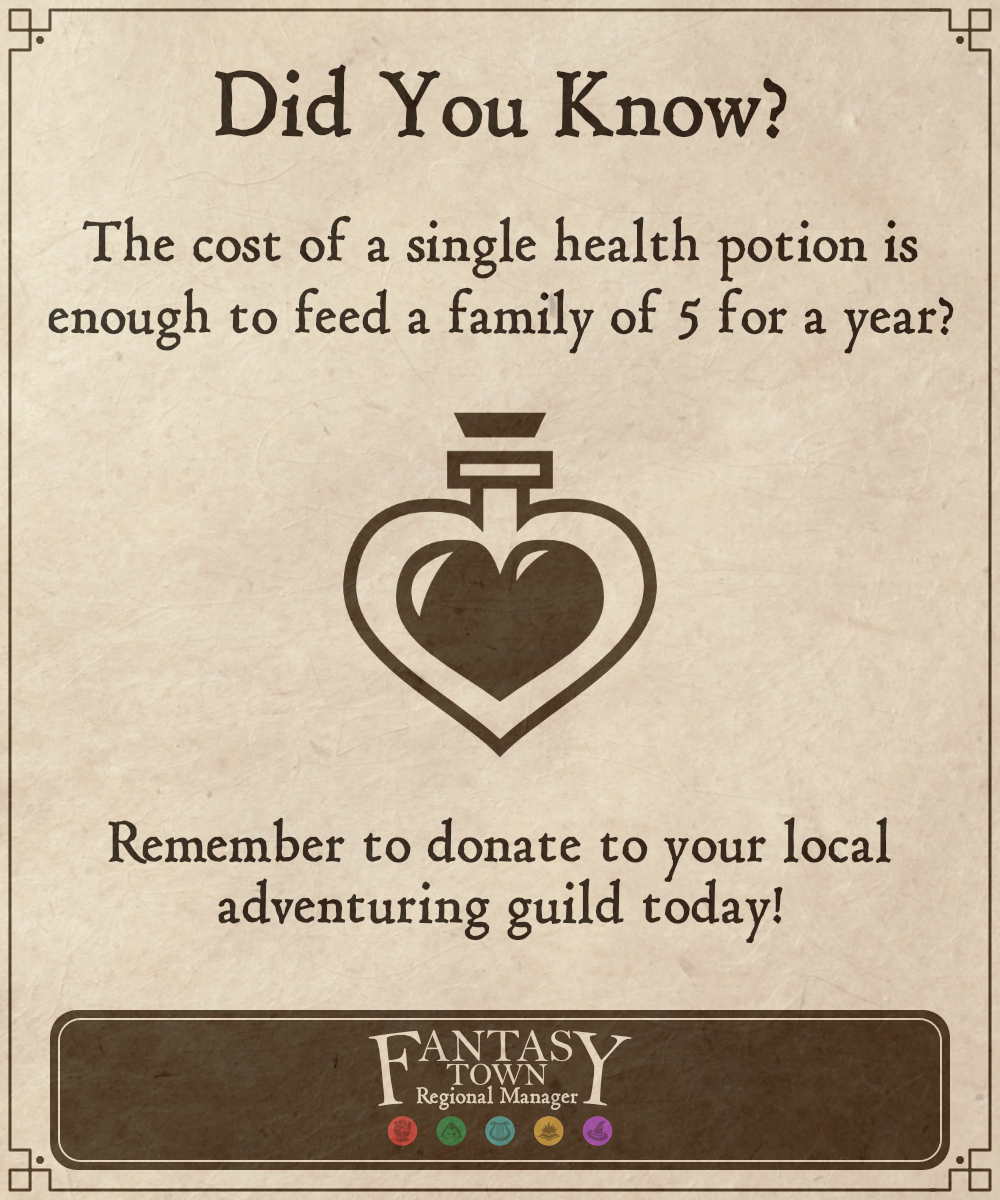 Did You Know?
The cost of a single health potion is
enough to feed a family of 5 for a year?
Remember to donate to your local
adventuring guild today!
FANTASY
TOWN
Regional Manager